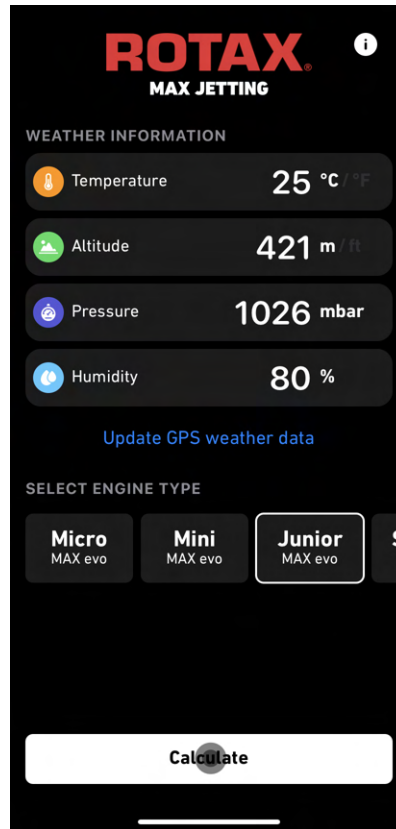 ROTAX®
MAX JETTING
i
WEATHER INFORMATION
Temperature 25 °C / °F
Altitude 421 m / ft
Pressure 1026 mbar
Humidity 80 %
Update GPS weather data
SELECT ENGINE TYPE
Micro Mini Junior
MAX evo MAX evo MAX evo
Calculate